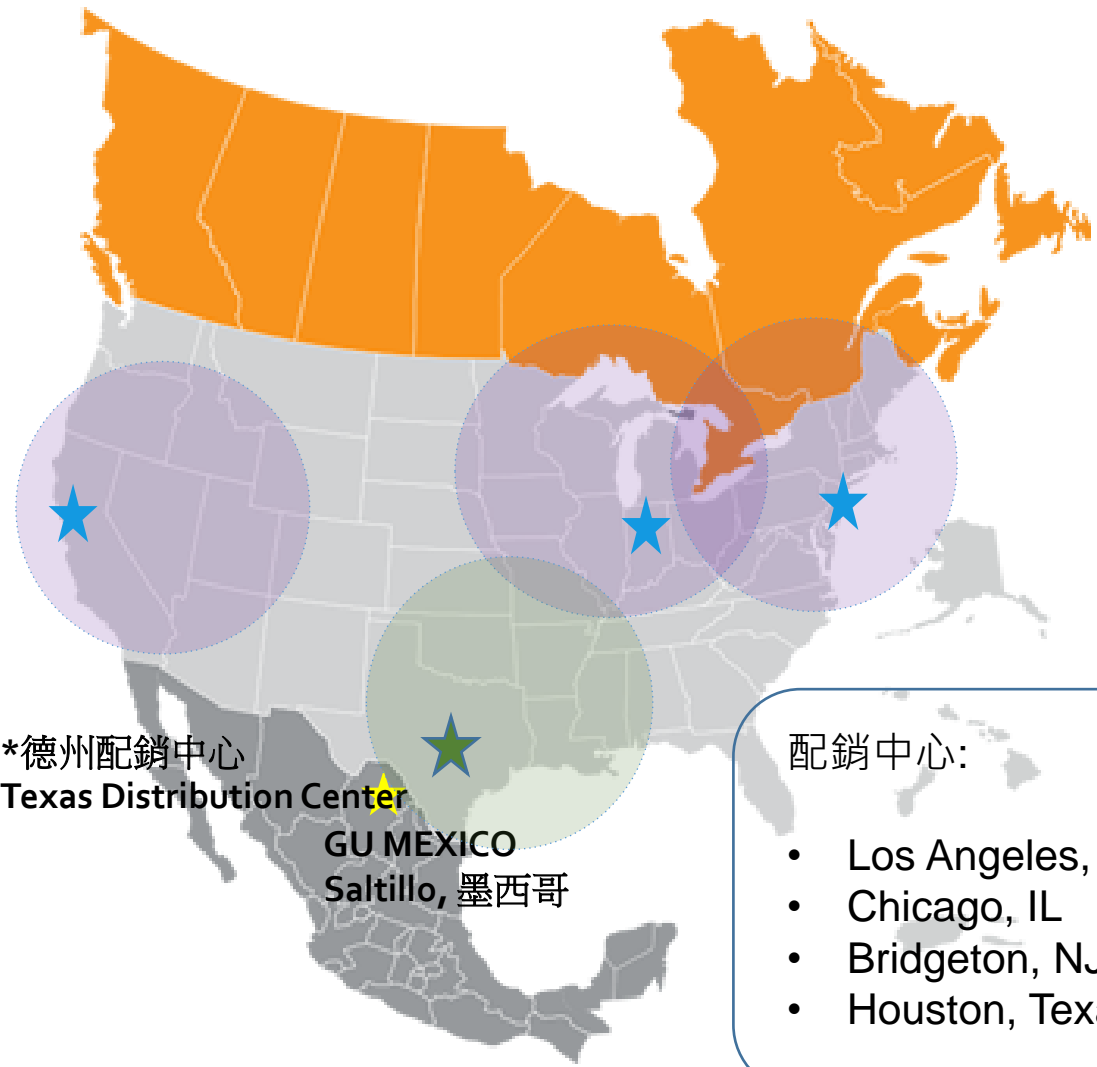 *德州配銷中心
Texas Distribution Center
GU MEXICO
Saltillo, 墨西哥
配銷中心:
• Los Angeles,
• Chicago, IL
• Bridgeton, NJ
• Houston, Texa